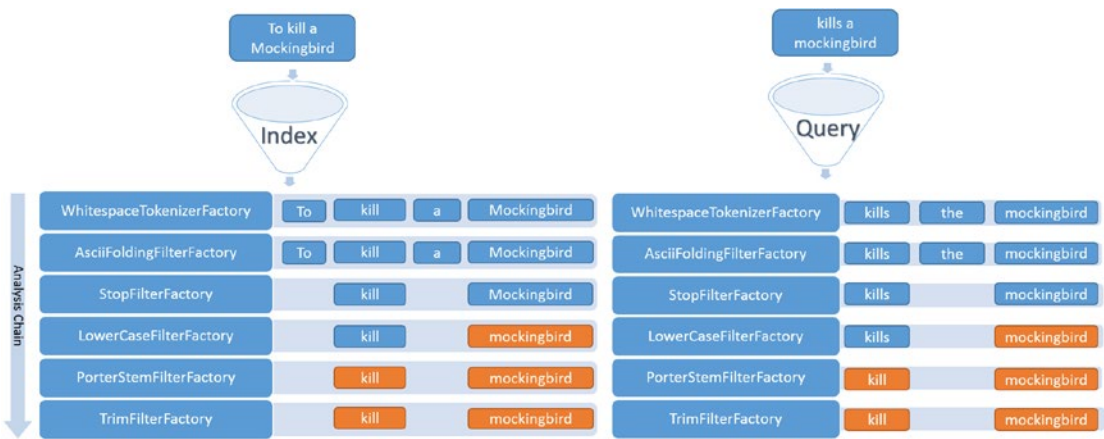 To kill a
Mockingbird
Index
Analysis Chain
WhitespaceTokenizerFactory To kill a Mockingbird
AsciiFoldingFilterFactory To kill a Mockingbird
StopFilterFactory kill Mockingbird
LowerCaseFilterFactory kill mockingbird
PorterStemFilterFactory kill mockingbird
TrimFilterFactory kill mockingbird
kills a
mockingbird
Query
WhitespaceTokenizerFactory kills the mockingbird
AsciiFoldingFilterFactory kills the mockingbird
StopFilterFactory kills mockingbird
LowerCaseFilterFactory kills mockingbird
PorterStemFilterFactory kill mockingbird
TrimFilterFactory kill mockingbird